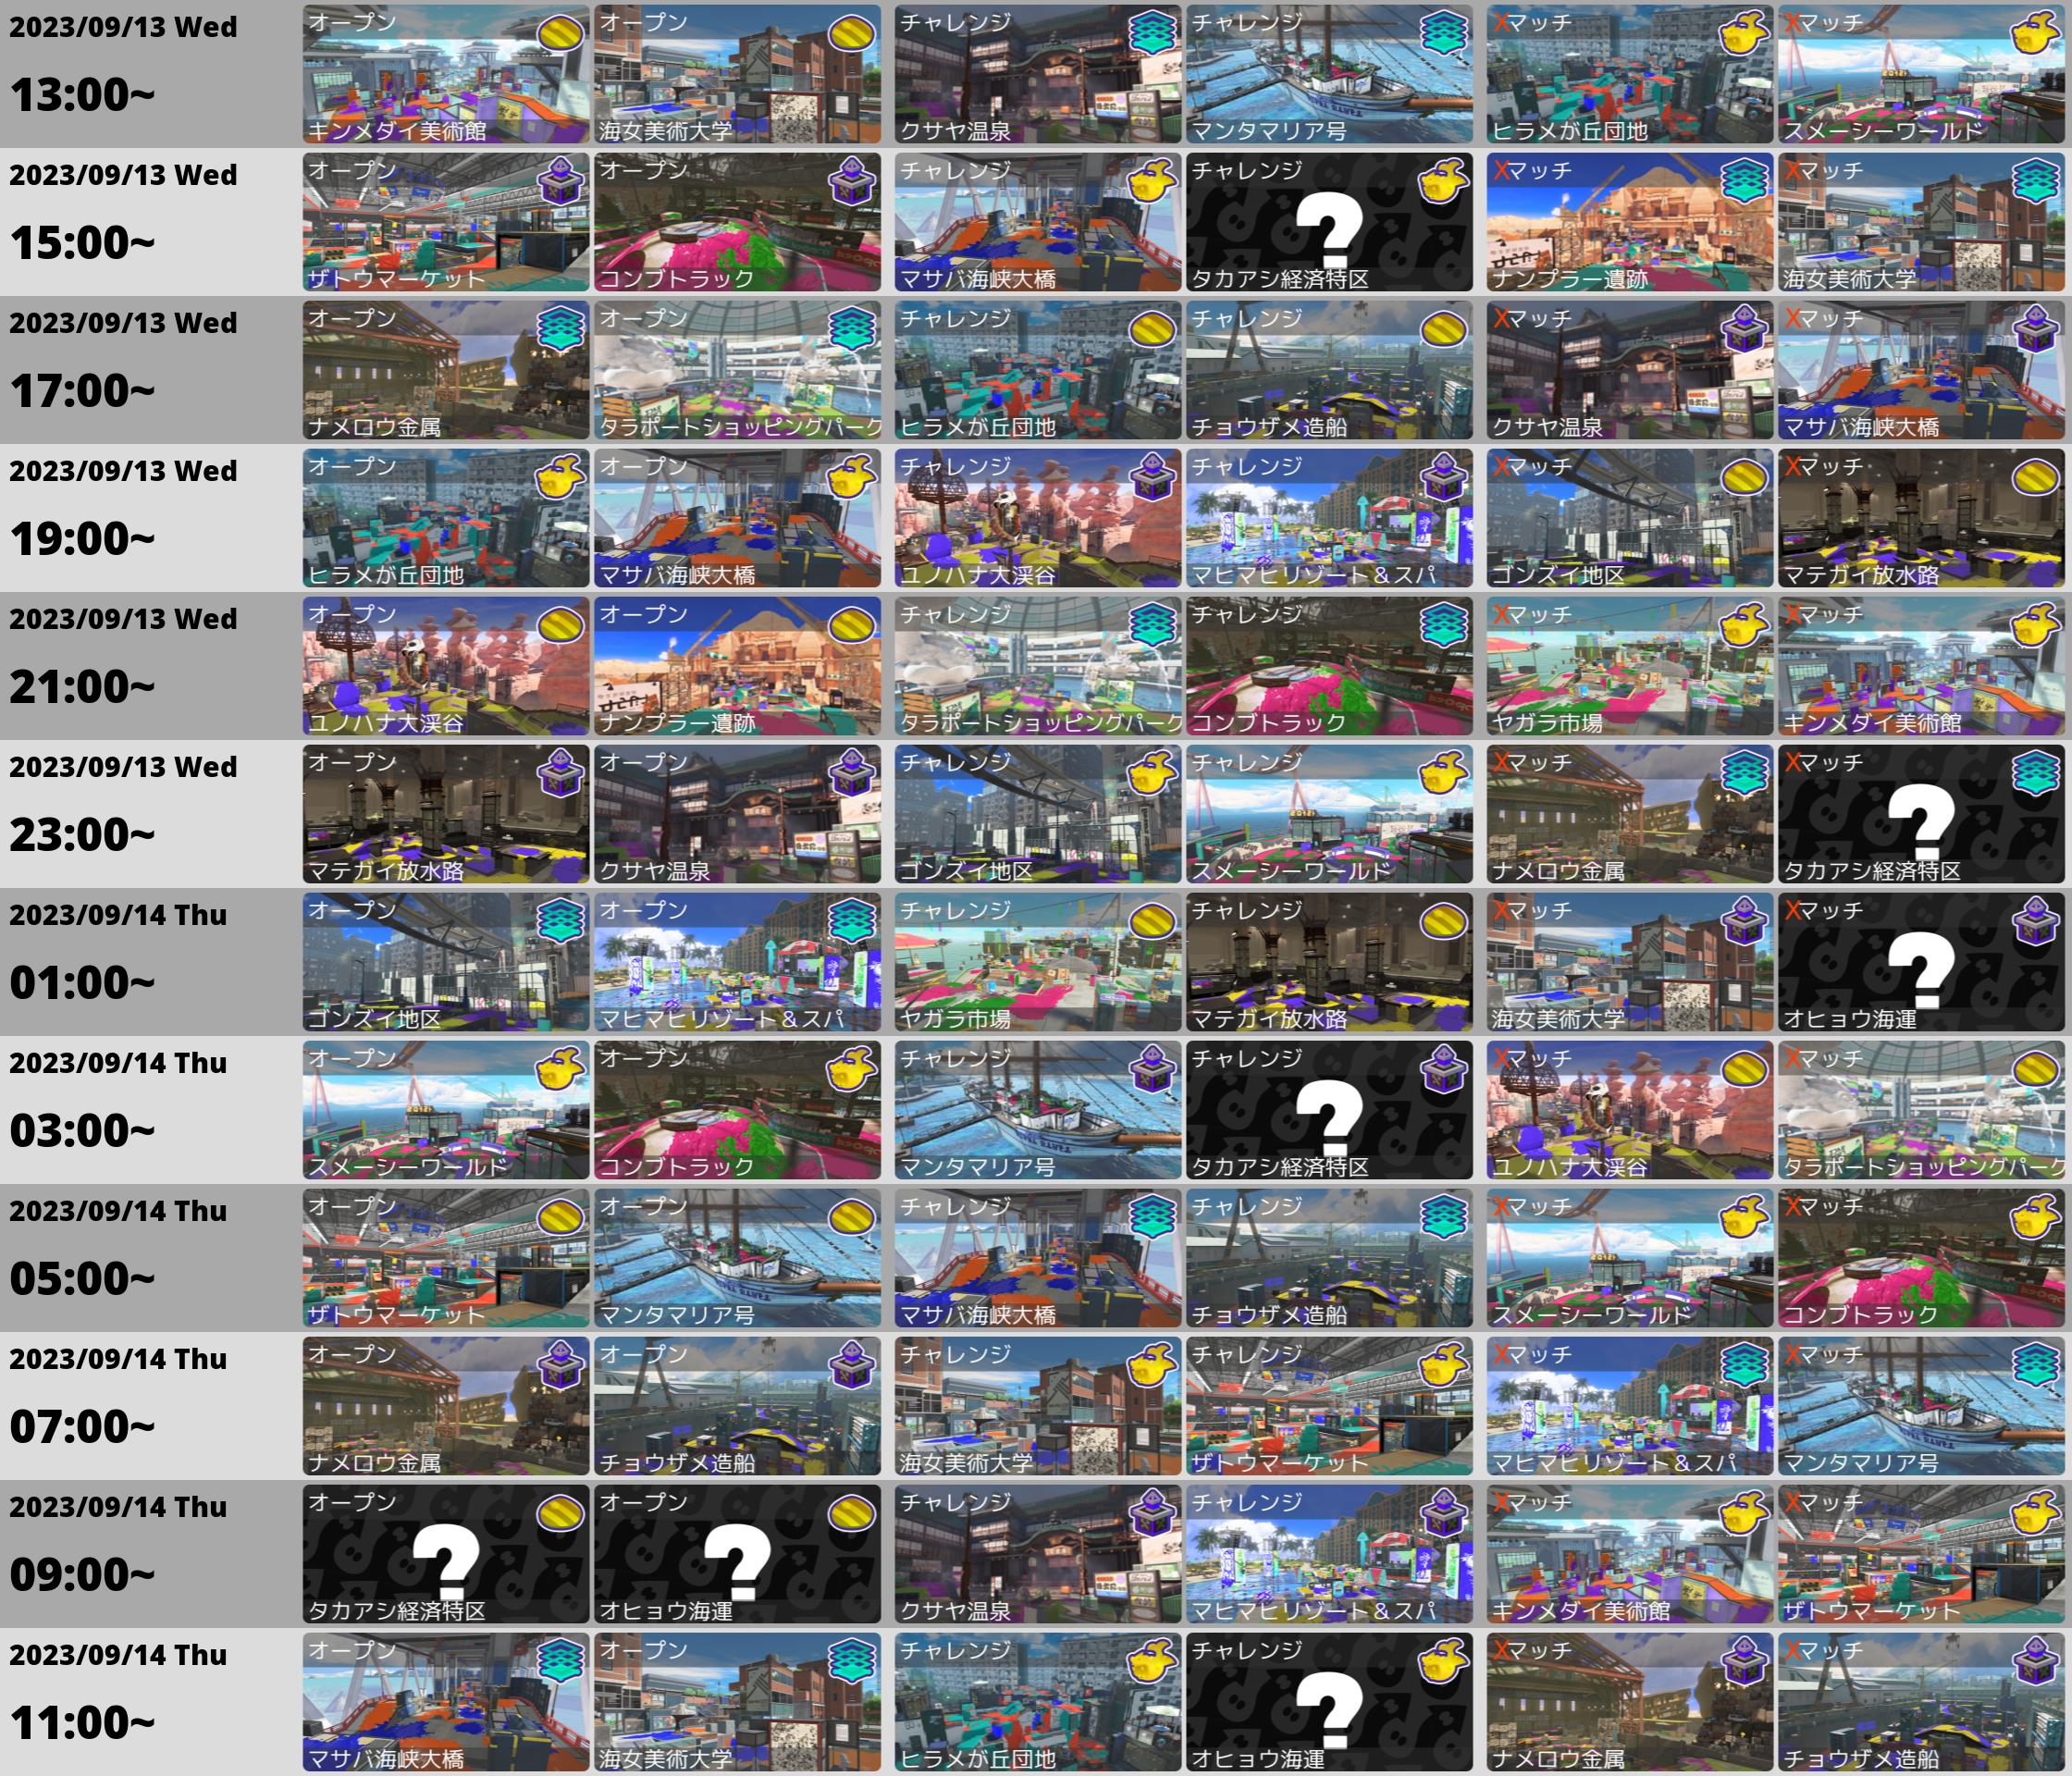 2023/09/13 Wed
13:00~
オープン
キンメダイ美術館
オープン
海女美術大学
チャレンジ
クサヤ温泉
チャレンジ
マンタマリア号
Xマッチ
ヒラメが丘団地
Xマッチ
スメーシーワールド
2023/09/13 Wed
15:00~
オープン
ザトウマーケット
オープン
コンブトラック
チャレンジ
マサバ海峡大橋
チャレンジ
?
タカアシ経済特区
Xマッチ
ナンプラー遺跡
Xマッチ
海女美術大学
2023/09/13 Wed
17:00~
オープン
ナメロウ金属
オープン
タラポートショッピングパーク
チャレンジ
ヒラメが丘団地
チャレンジ
チョウザメ造船
Xマッチ
クサヤ温泉
Xマッチ
マサバ海峡大橋
2023/09/13 Wed
19:00~
オープン
ヒラメが丘団地
オープン
マサバ海峡大橋
チャレンジ
ユノハナ大渓谷
チャレンジ
マヒマヒリゾート＆スパ
Xマッチ
ゴンズイ地区
Xマッチ
マテガイ放水路
2023/09/13 Wed
21:00~
オープン
ユノハナ大渓谷
オープン
ナンプラー遺跡
チャレンジ
タラポートショッピングパーク
チャレンジ
コンブトラック
Xマッチ
ヤガラ市場
Xマッチ
キンメダイ美術館
2023/09/13 Wed
23:00~
オープン
マテガイ放水路
オープン
クサヤ温泉
チャレンジ
ゴンズイ地区
チャレンジ
スメーシーワールド
Xマッチ
ナメロウ金属
Xマッチ
?
タカアシ経済特区
2023/09/14 Thu
01:00~
オープン
ゴンズイ地区
オープン
マヒマヒリゾート＆スパ
チャレンジ
ヤガラ市場
チャレンジ
マテガイ放水路
Xマッチ
海女美術大学
Xマッチ
?
オヒョウ海運
2023/09/14 Thu
03:00~
オープン
スメーシーワールド
オープン
コンブトラック
チャレンジ
マンタマリア号
チャレンジ
?
タカアシ経済特区
Xマッチ
ユノハナ大渓谷
Xマッチ
タラポートショッピングパーク
2023/09/14 Thu
05:00~
オープン
ザトウマーケット
オープン
マンタマリア号
チャレンジ
マサバ海峡大橋
チャレンジ
チョウザメ造船
Xマッチ
スメーシーワールド
Xマッチ
コンブトラック
2023/09/14 Thu
07:00~
オープン
ナメロウ金属
オープン
チョウザメ造船
チャレンジ
海女美術大学
チャレンジ
ザトウマーケット
Xマッチ
マヒマヒリゾート＆スパ
Xマッチ
マンタマリア号
2023/09/14 Thu
09:00~
オープン
?
タカアシ経済特区
オープン
?
オヒョウ海運
チャレンジ
クサヤ温泉
チャレンジ
マヒマヒリゾート＆スパ
Xマッチ
キンメダイ美術館
Xマッチ
ザトウマーケット
2023/09/14 Thu
11:00~
オープン
マサバ海峡大橋
オープン
海女美術大学
チャレンジ
ヒラメが丘団地
チャレンジ
?
オヒョウ海運
Xマッチ
ナメロウ金属
Xマッチ
チョウザメ造船